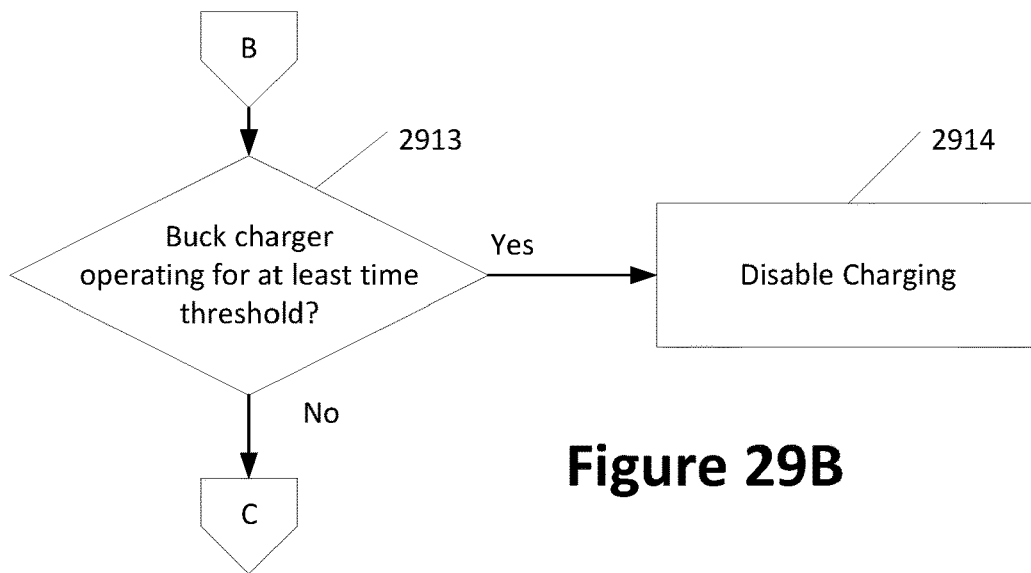 B
2913
2914
Buck charger
operating for at least time
threshold?
Yes
Disable Charging
No
Figure 29B
C